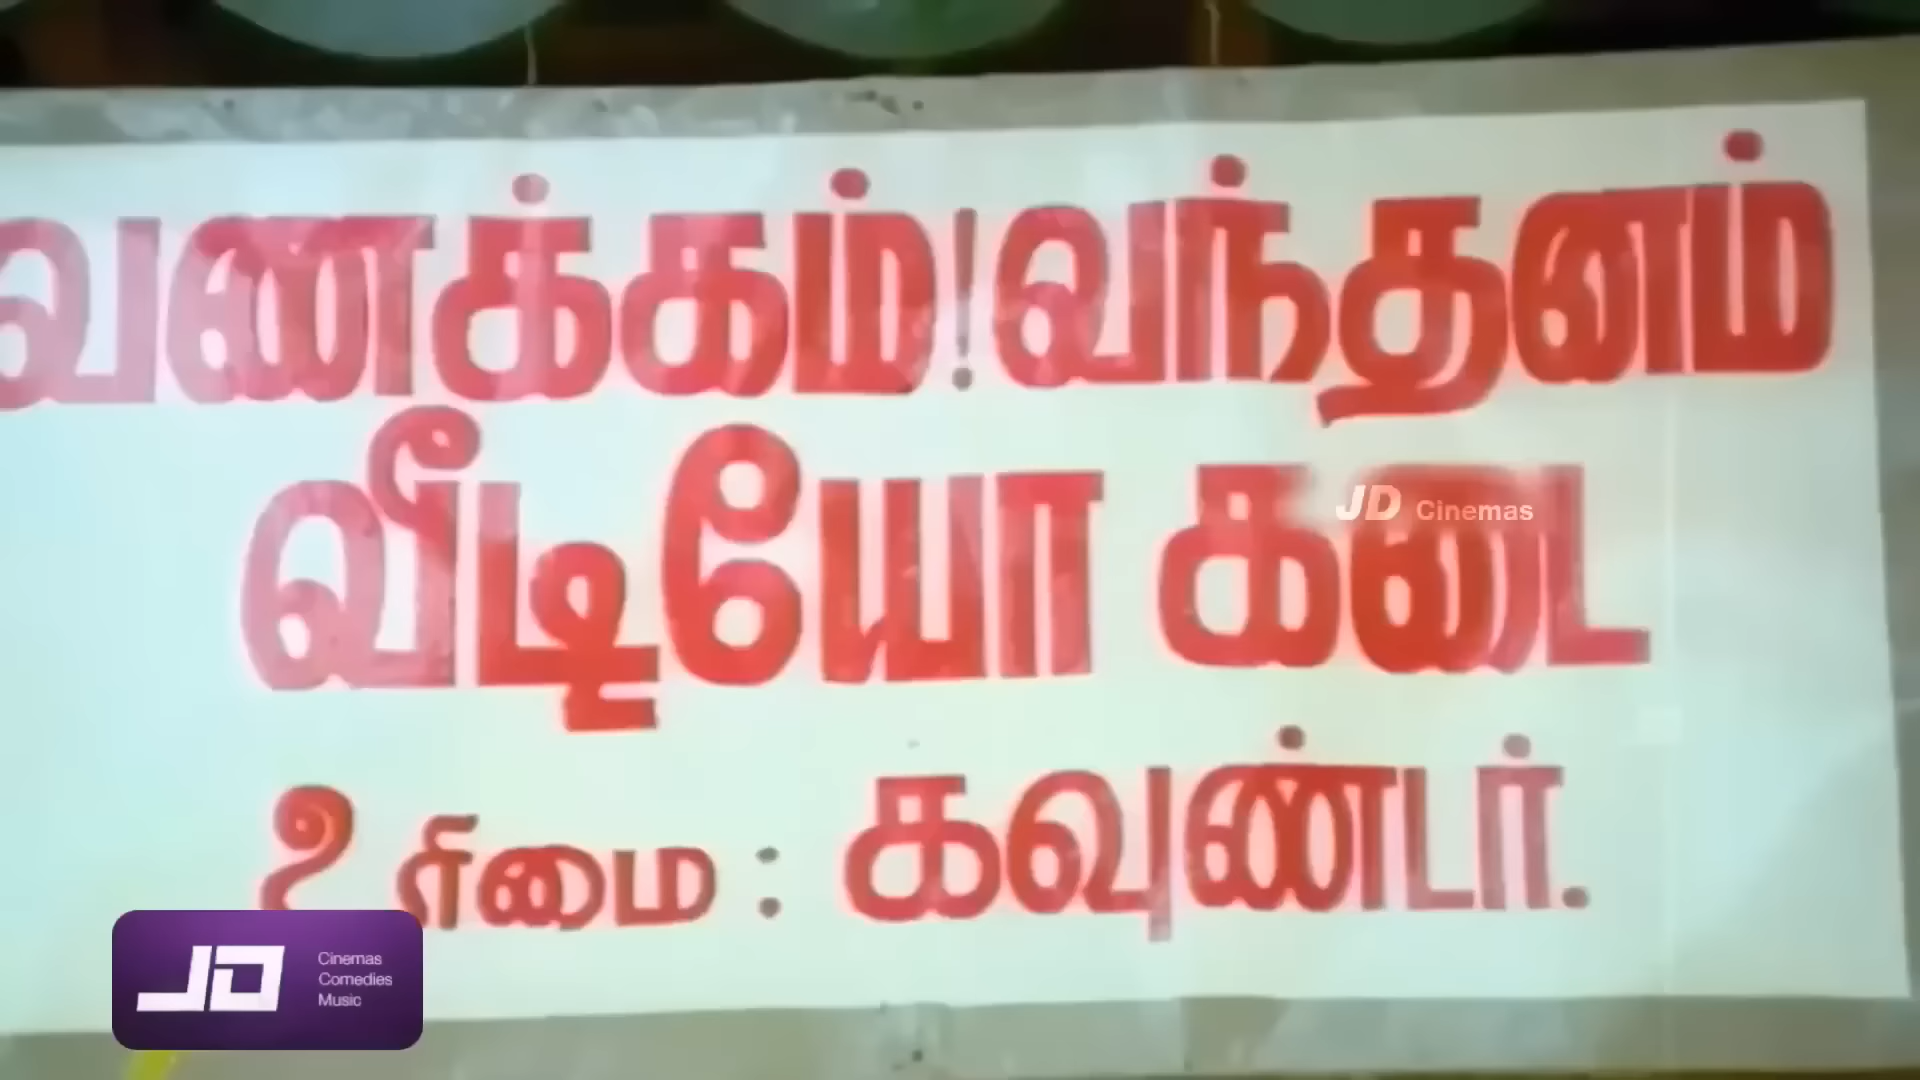 வணக்கம்!வந்தனம்
வீடியோ கடை
JD Cinemas
உரிமை : கவுண்டர்.
JD
Cinemas
Comedies
Music